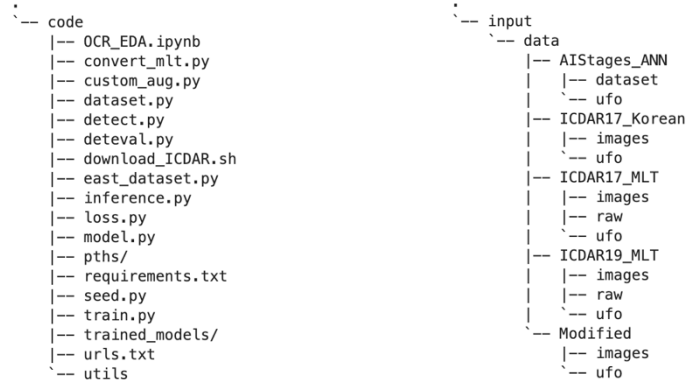 .
`-- code
    |-- OCR_EDA.ipynb
    |-- convert_mlt.py
    |-- custom_aug.py
    |-- dataset.py
    |-- detect.py
    |-- deteval.py
    |-- download_ICDAR.sh
    |-- east_dataset.py
    |-- inference.py
    |-- loss.py
    |-- model.py
    |-- pths/
    |-- requirements.txt
    |-- seed.py
    |-- train.py
    |-- trained_models/
    |-- urls.txt
    `-- utils
.
`-- input
    `-- data
        |-- AIStages_ANN
        |   |-- dataset
        |   `-- ufo
        |-- ICDAR17_Korean
        |   |-- images
        |   `-- ufo
        |-- ICDAR17_MLT
        |   |-- images
        |   |-- raw
        |   `-- ufo
        |-- ICDAR19_MLT
        |   |-- images
        |   |-- raw
        |   `-- ufo
        `-- Modified
            |-- images
            `-- ufo